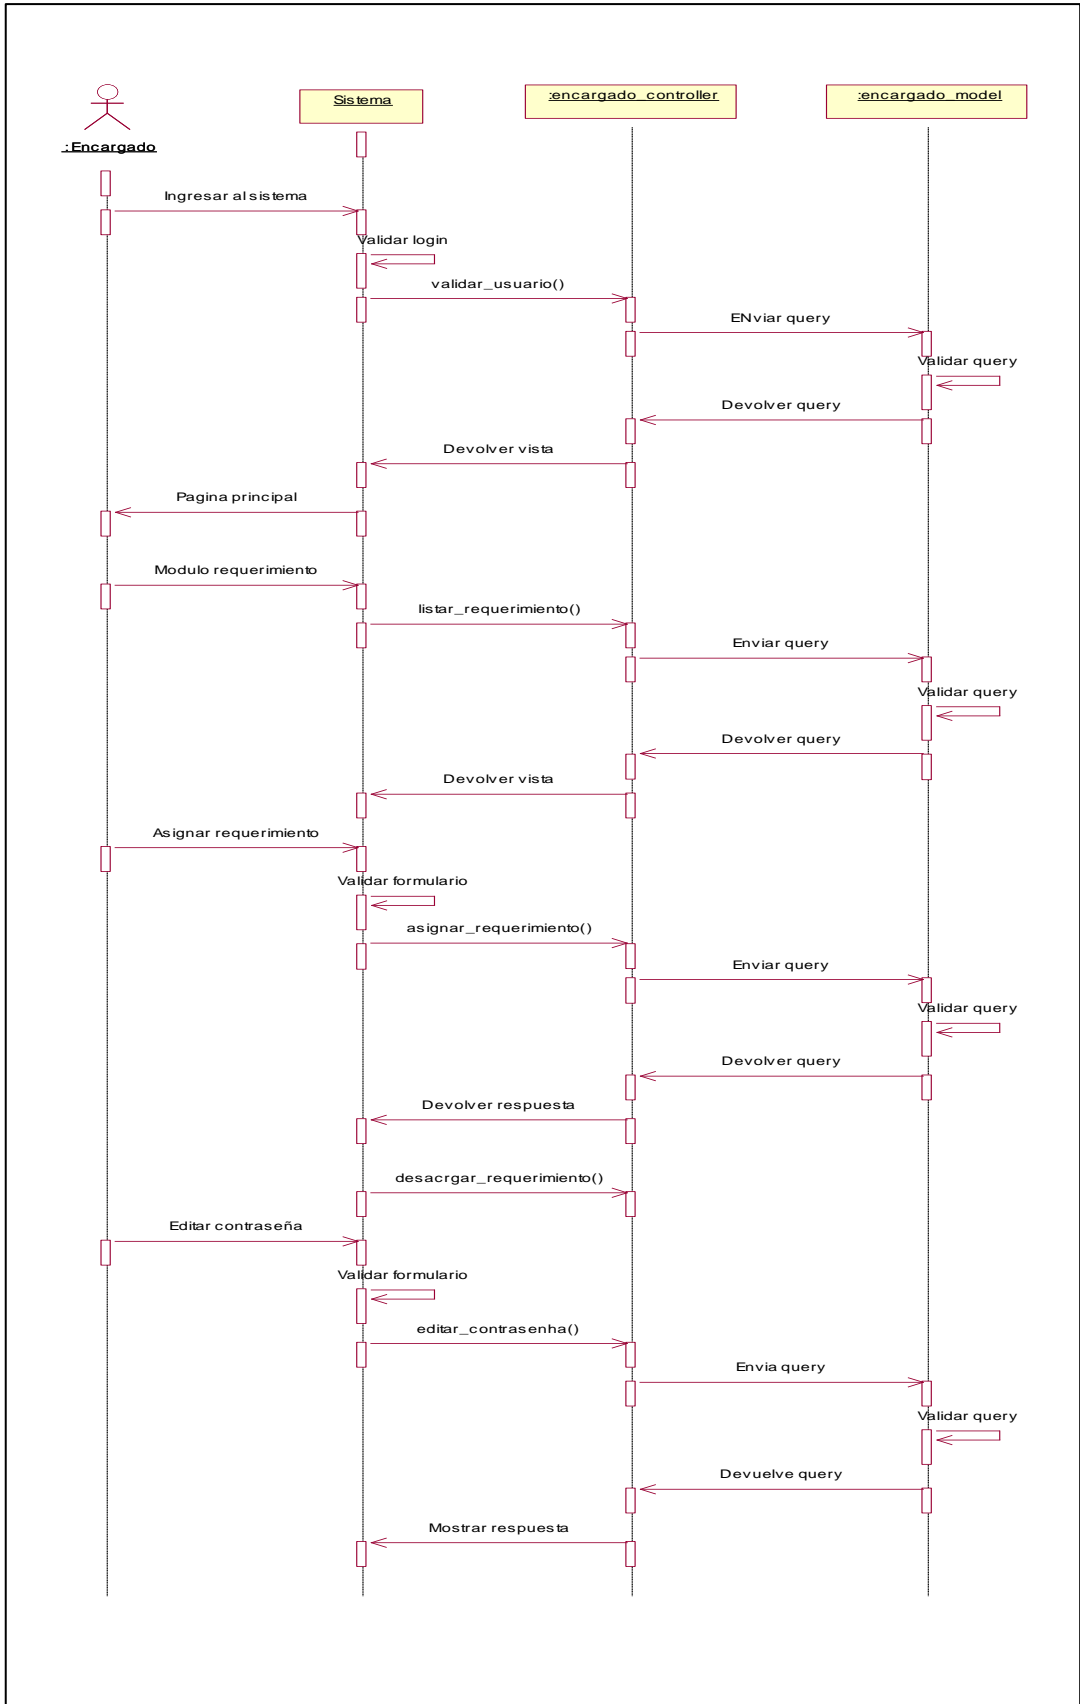 Sistema
:encargado_controller
:encargado_model
:Encargado
Ingresar al sistema
Validar login
validar_usuario()
ENviar query
Validar query
Devolver query
Devolver vista
Pagina principal
Modulo requerimiento
listar_requerimiento()
Enviar query
Validar query
Devolver query
Devolver vista
Asignar requerimiento
Validar formulario
asignar_requerimiento()
Enviar query
Validar query
Devolver query
Devolver respuesta
desacrgar_requerimiento()
Editar contraseña
Validar formulario
editar_contrasenha()
Envia query
Validar query
Devuelve query
Mostrar respuesta